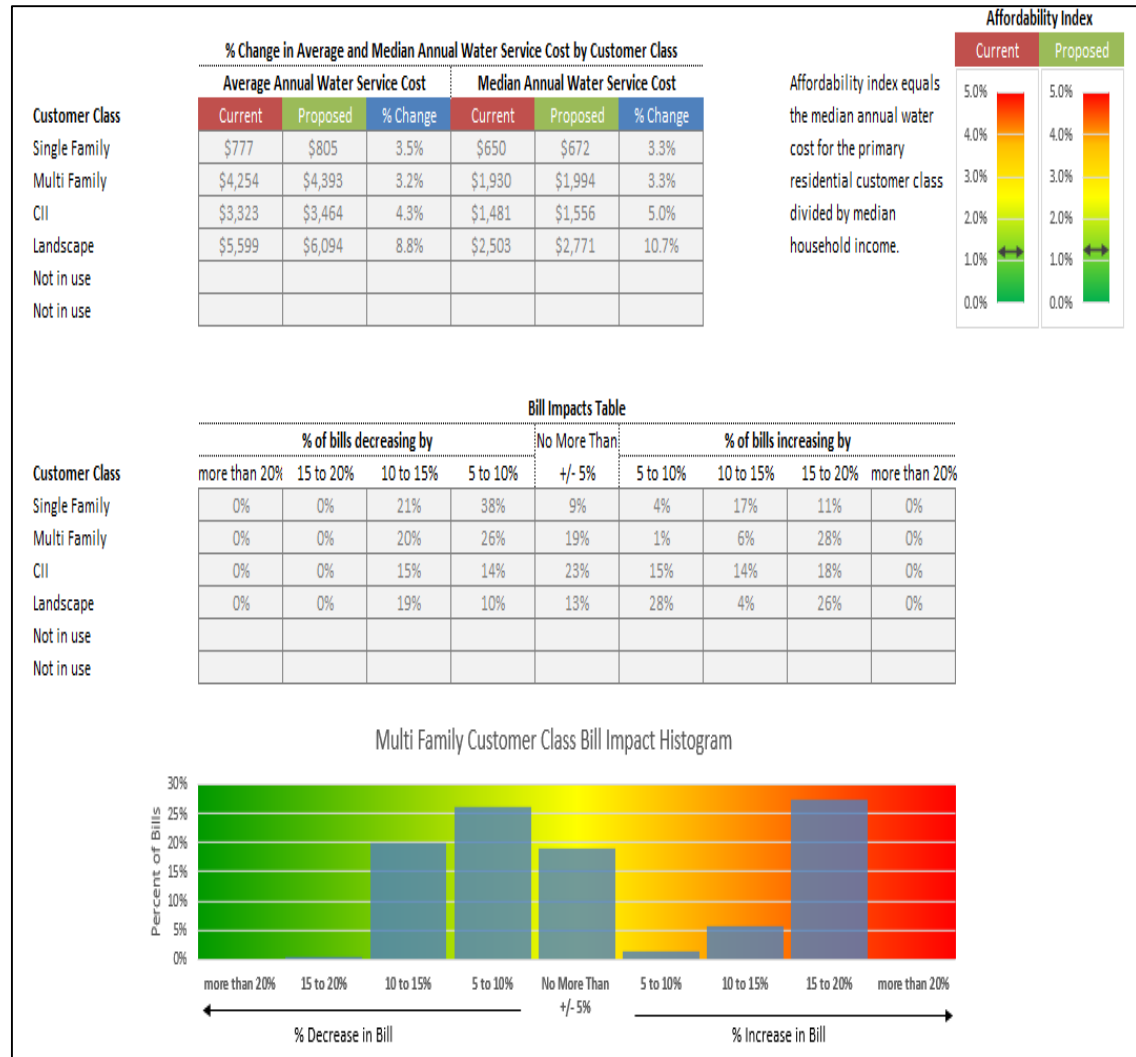 Affordability Index
Current Proposed
% Change in Average and Median Annual Water Service Cost by Customer Class
Average Annual Water Service Cost Median Annual Water Service Cost
Customer Class Current Proposed % Change Current Proposed % Change
Single Family $777 $805 3.5% $650 $672 3.3%
Multi Family $4,254 $4,393 3.2% $1,930 $1,994 3.3%
CII $3,323 $3,464 4.3% $1,481 $1,556 5.0%
Landscape $5,599 $6,094 8.8% $2,503 $2,771 10.7%
Not in use
Not in use
Affordability index equals
the median annual water
cost for the primary
residential customer class
divided by median
household income.
5.0% 5.0%
4.0% 4.0%
3.0% 3.0%
2.0% 2.0%
1.0% 1.0%
0.0% 0.0%
Bill Impacts Table
% of bills decreasing by No More Than % of bills increasing by
Customer Class more than 20% 15 to 20% 10 to 15% 5 to 10% +/- 5% 5 to 10% 10 to 15% 15 to 20% more than 20%
Single Family 0% 0% 21% 38% 9% 4% 17% 11% 0%
Multi Family 0% 0% 20% 26% 19% 1% 6% 28% 0%
CII 0% 0% 15% 14% 23% 15% 14% 18% 0%
Landscape 0% 0% 19% 10% 13% 28% 4% 26% 0%
Not in use
Not in use
Multi Family Customer Class Bill Impact Histogram
Percent of Bills
30%
25%
20%
15%
10%
5%
0%
more than 20% 15 to 20% 10 to 15% 5 to 10% No More Than 5 to 10% 10 to 15% 15 to 20% more than 20%
+/- 5%
% Decrease in Bill % Increase in Bill